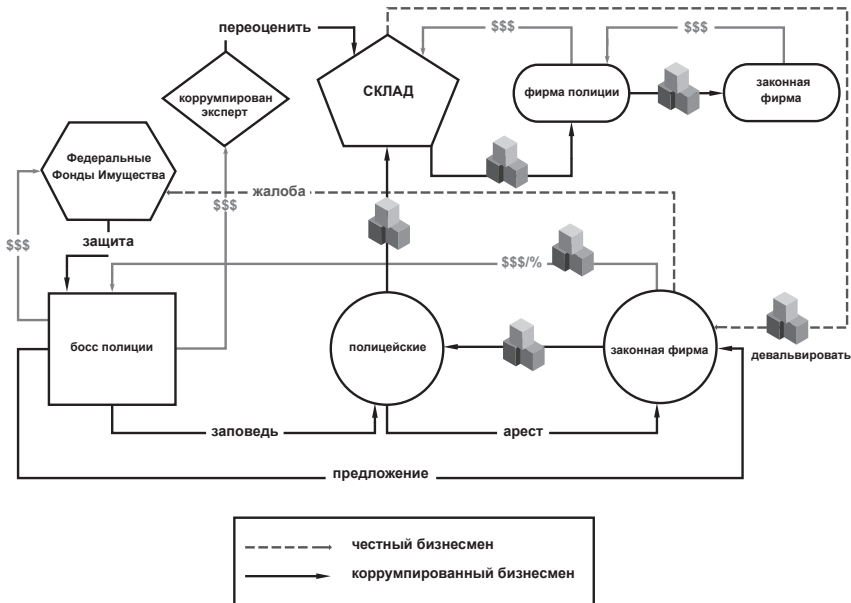 переоценить
$$$
$$$
коррумпирован
эксперт
СКЛАД
фирма полиции
законная
фирма
Федеральные
Фонды Имущества
жалоба
$$$
$$$
защита
$$$/%
босс полиции
полицейские
законная фирма
девальвировать
заповедь
арест
предложение
честный бизнесмен
коррумпированный бизнесмен